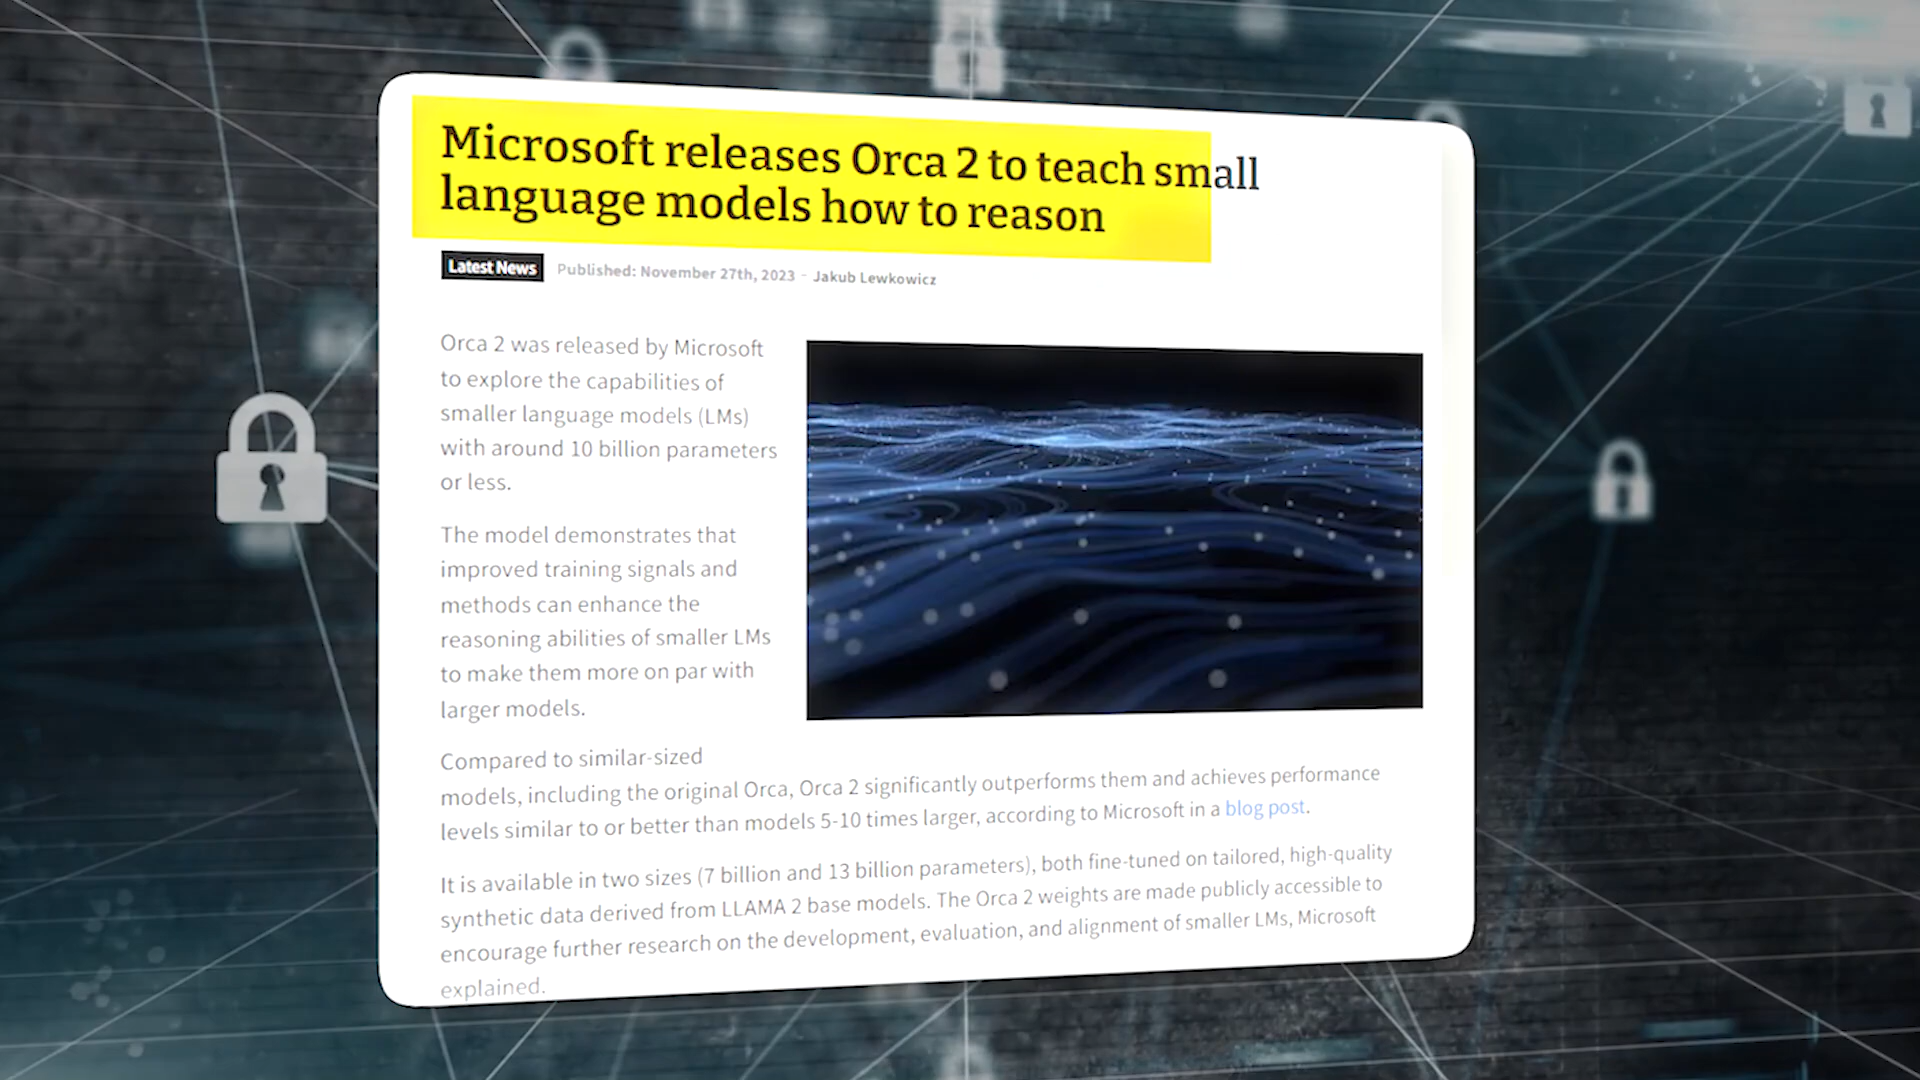 Microsoft releases Orca 2 to teach small
language models how to reason
Latest News Published: November 27th, 2023 - Jakub Lewkowicz
Orca 2 was released by Microsoft
to explore the capabilities of
smaller language models (LMs)
with around 10 billion parameters
or less.
The model demonstrates that
improved training signals and
methods can enhance the
reasoning abilities of smaller LMs
to make them more on par with
larger models.
Compared to similar-sized
models, including the original Orca, Orca 2 significantly outperforms them and achieves performance
levels similar to or better than models 5-10 times larger, according to Microsoft in a blog post.
It is available in two sizes (7 billion and 13 billion parameters), both fine-tuned on tailored, high-quality
synthetic data derived from LLAMA 2 base models. The Orca 2 weights are made publicly accessible to
encourage further research on the development, evaluation, and alignment of smaller LMs, Microsoft
explained.